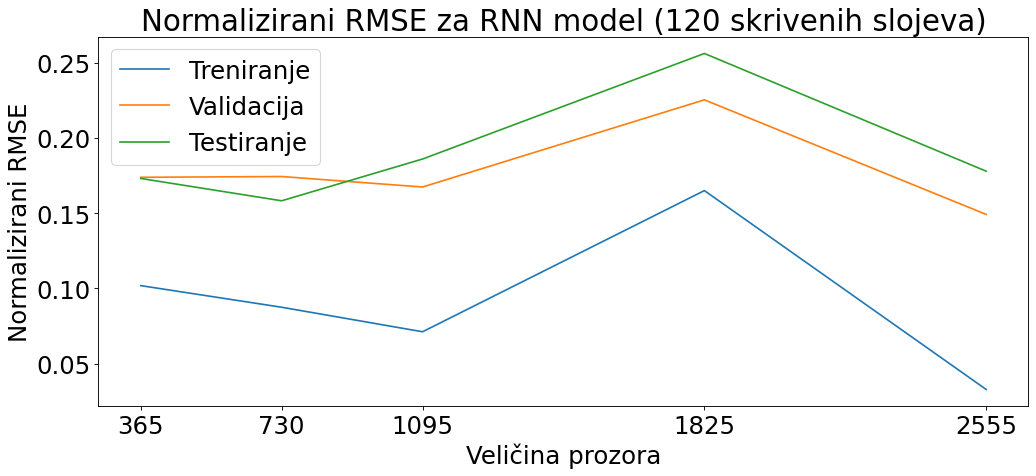 Normalizirani RMSE za RNN model (120 skrivenih slojeva)
Treniranje
Validacija
Testiranje
Normalizirani RMSE
0.25
0.20
0.15
0.10
0.05
365 730 1095 1825 2555
Veličina prozora